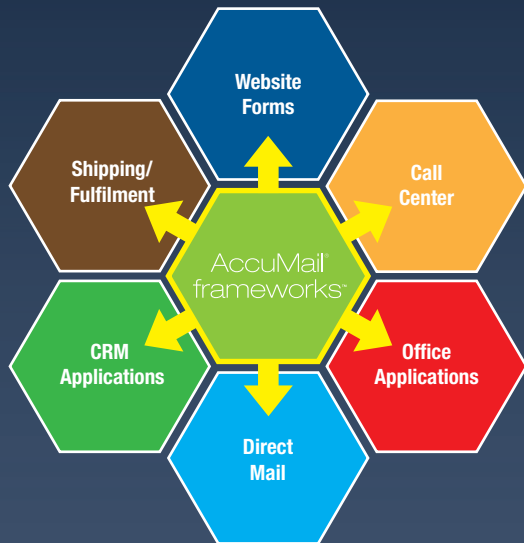 Website
Forms
Shipping/
Fulfilment
Call
Center
AccuMail®
frameworks™
CRM
Applications
Office
Applications
Direct
Mail